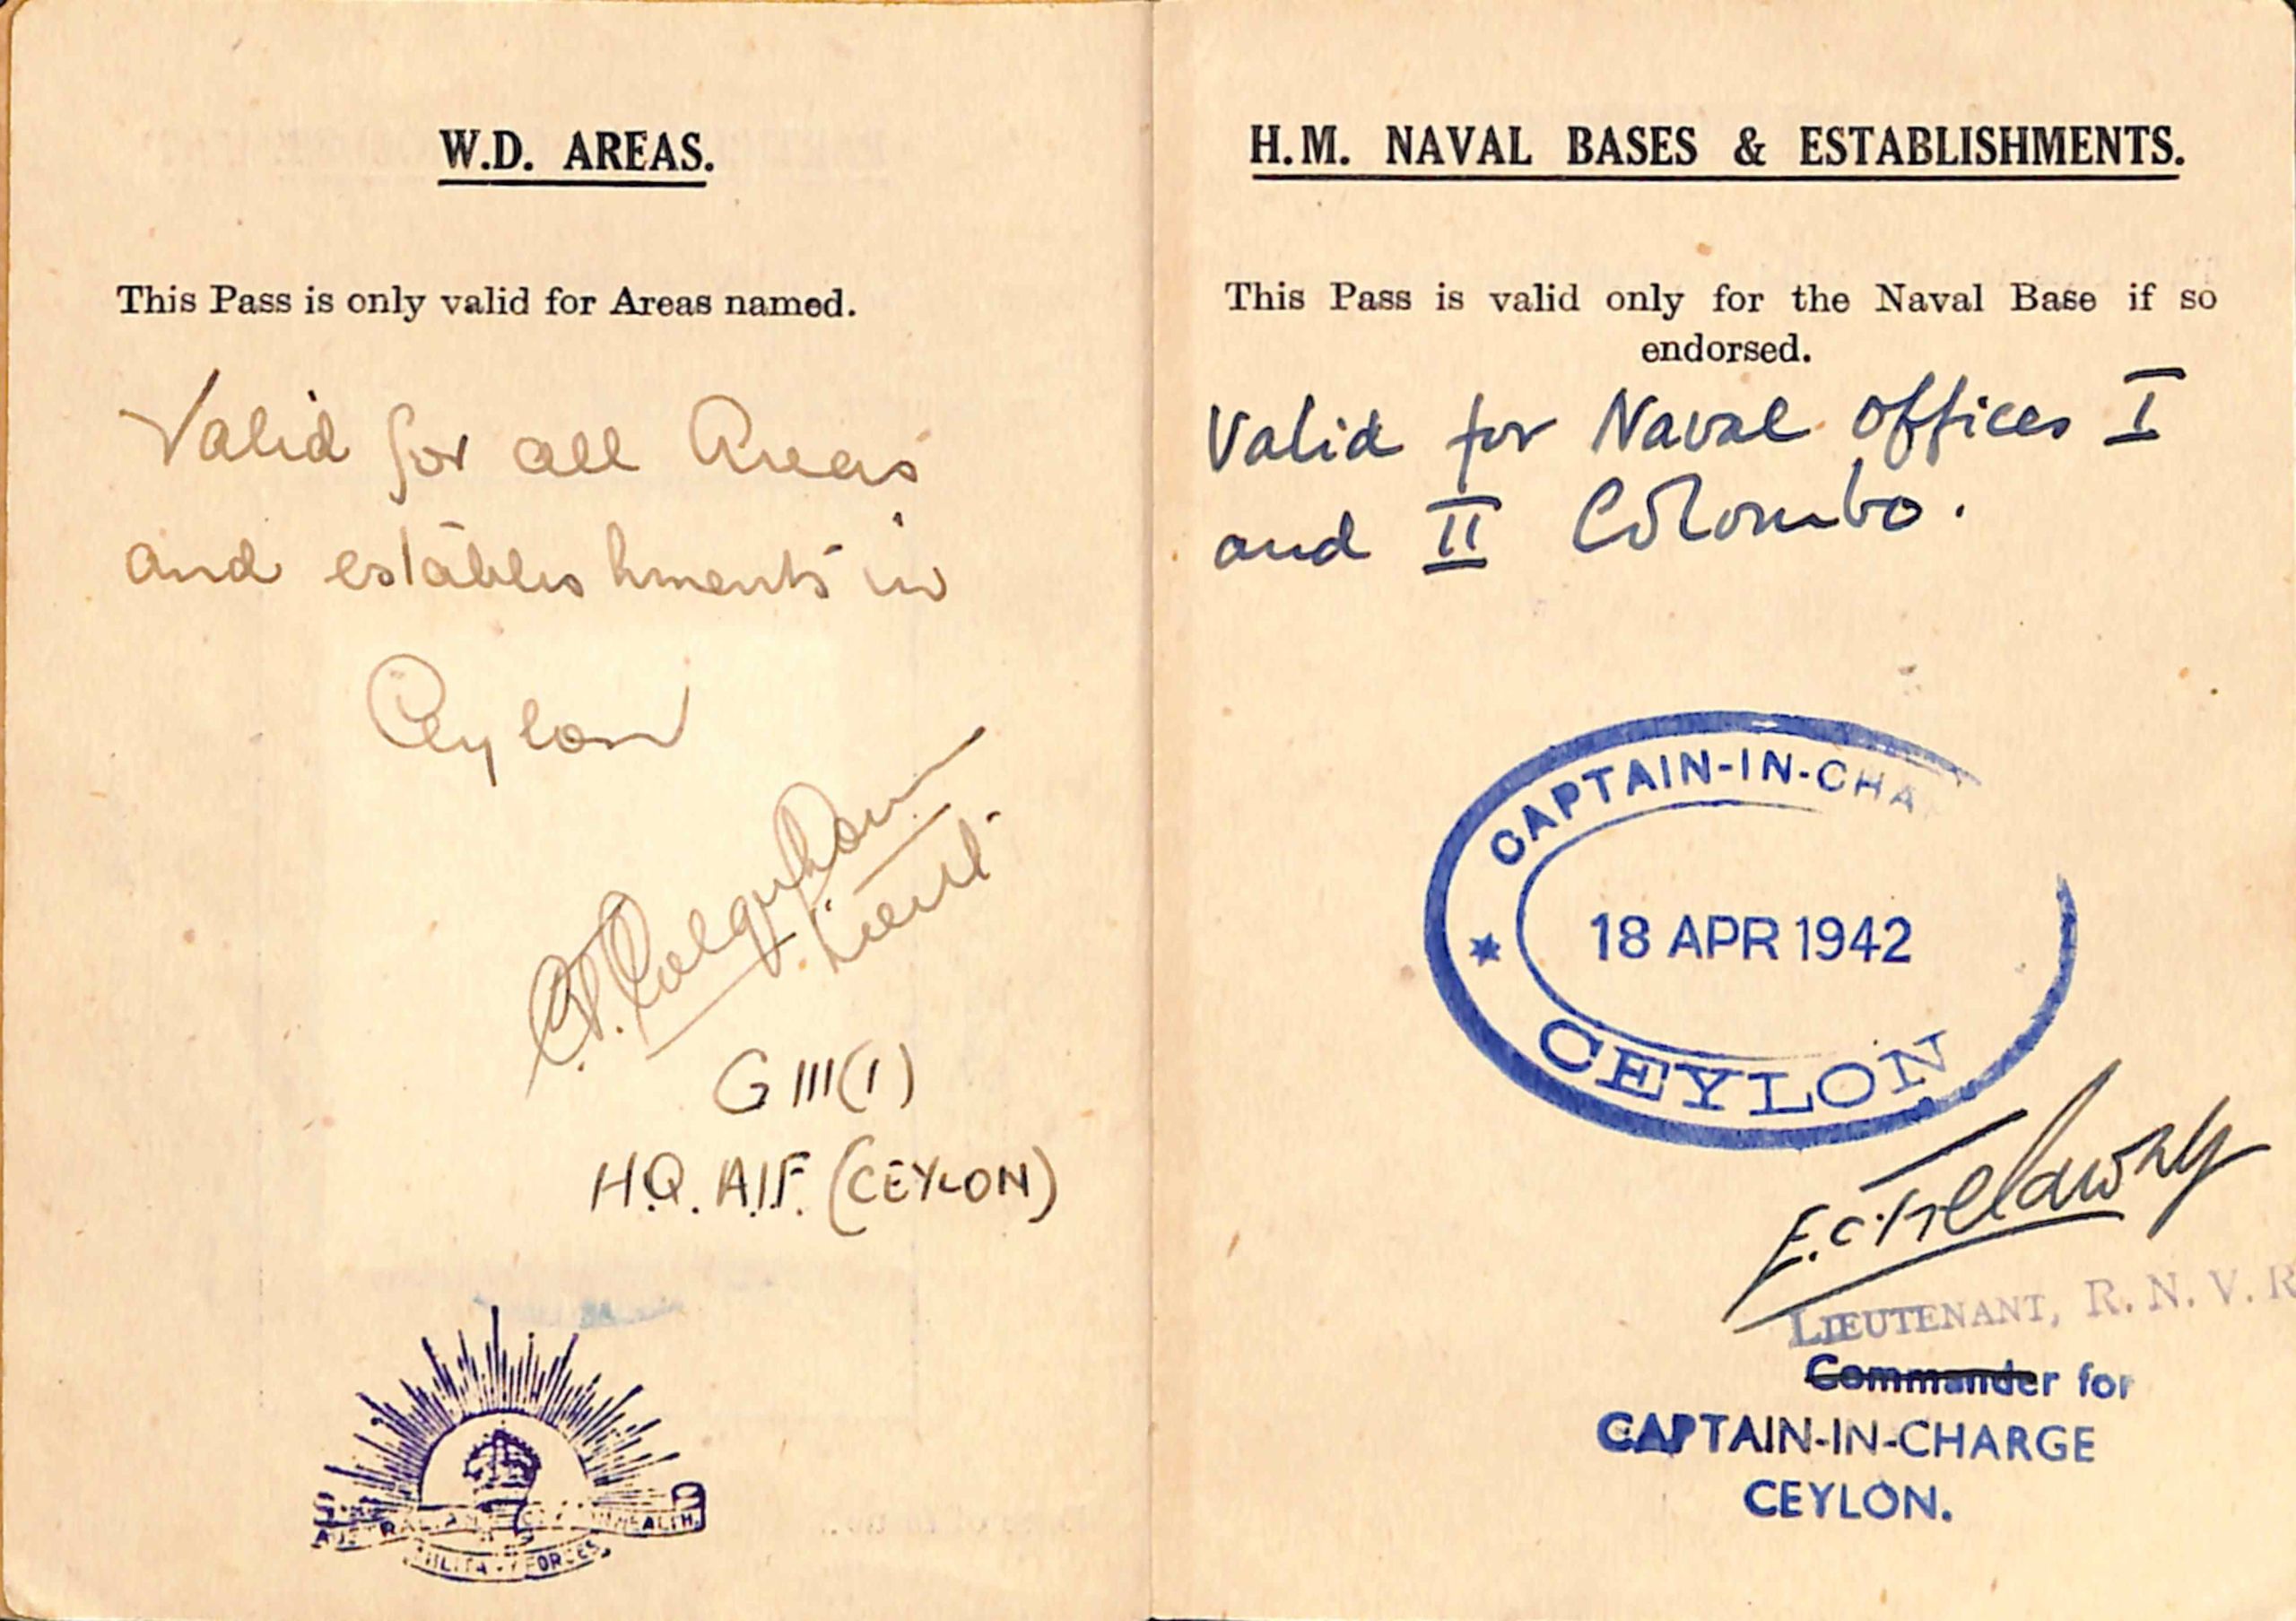 W.D. AREAS.
This Pass is only valid for Areas named.
Valid for all Areas
and establishments in
Ceylon
Colquhoun
Lieut.
G III(I)
H.Q. A.I.F. (CEYLON)
AUSTRALIAN COMMONWEALTH
MILITARY FORCES
H.M. NAVAL BASES & ESTABLISHMENTS.
This Pass is valid only for the Naval Base if so
endorsed.
Valid for Naval Offices I
and II Colombo.
CAPTAIN-IN-CHA
18 APR 1942
CEYLON
E.C.
LIEUTENANT, R.N.V.R
Commander for
CAPTAIN-IN-CHARGE
CEYLON.